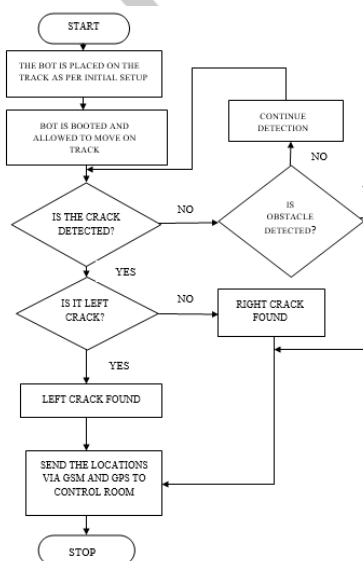 START
THE BOT IS PLACED ON THE
TRACK AS PER INITIAL SETUP
BOT IS BOOTED AND
ALLOWED TO MOVE ON
TRACK
CONTINUE
DETECTION
NO
IS THE CRACK
DETECTED?
NO
IS
OBSTACLE
DETECTED?
YES
IS IT LEFT
CRACK?
NO
RIGHT CRACK
FOUND
YES
LEFT CRACK FOUND
SEND THE LOCATIONS
VIA GSM AND GPS TO
CONTROL ROOM
STOP